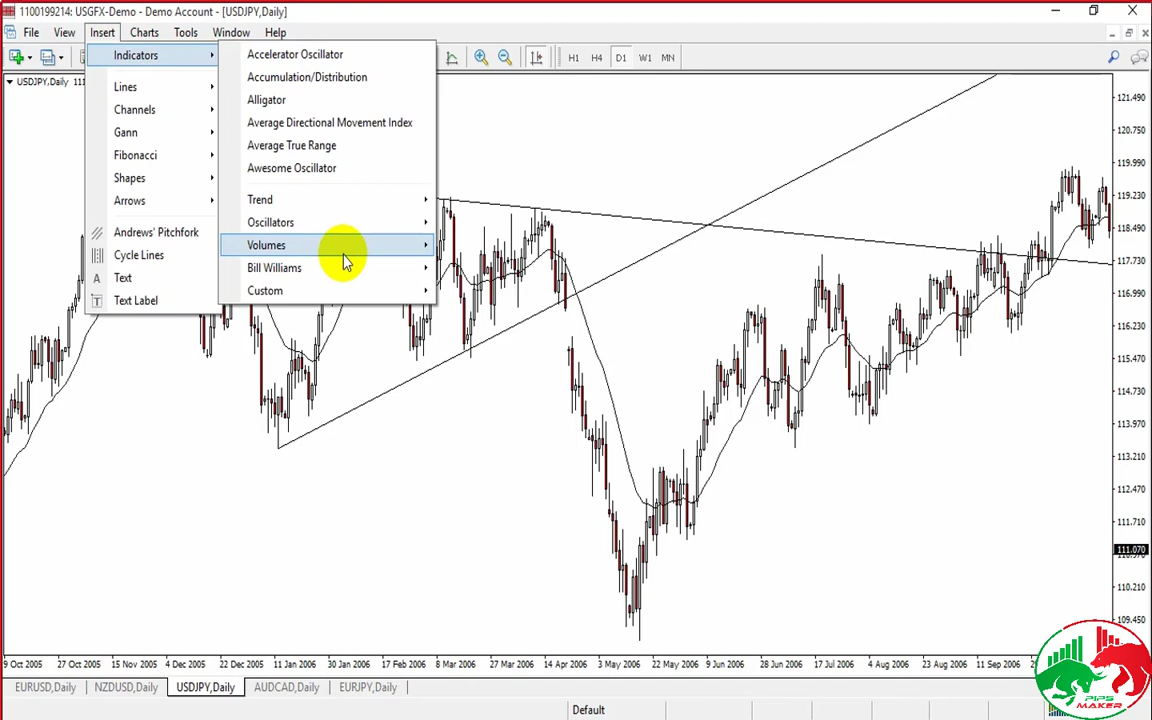 1100199214: USGFX-Demo - Demo Account - [USDJPY,Daily]
File View Insert Charts Tools Window Help
H1 H4 D1 W1 MN
USDJPY,Daily
Indicators
Lines
Channels
Gann
Fibonacci
Shapes
Arrows
Andrews' Pitchfork
Cycle Lines
Text
Text Label
Accelerator Oscillator
Accumulation/Distribution
Alligator
Average Directional Movement Index
Average True Range
Awesome Oscillator
Trend
Oscillators
Volumes
Bill Williams
Custom
121.490
120.750
119.990
119.230
118.490
117.730
116.990
116.230
115.470
114.730
113.970
113.210
112.470
111.710
111.070
110.210
109.450
9 Oct 2005 27 Oct 2005 15 Nov 2005 4 Dec 2005 22 Dec 2005 11 Jan 2006 30 Jan 2006 17 Feb 2006 8 Mar 2006 27 Mar 2006 14 Apr 2006 3 May 2006 22 May 2006 9 Jun 2006 28 Jun 2006 17 Jul 2006 4 Aug 2006 23 Aug 2006 11 Sep 2006
EURUSD,Daily NZDUSD,Daily USDJPY,Daily AUDCAD,Daily EURJPY,Daily
Default
PIPS
MAKER